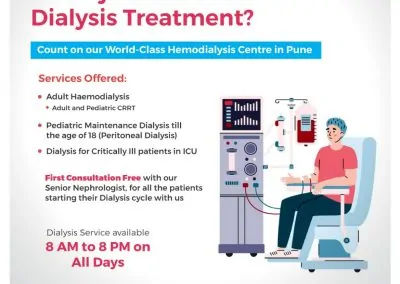 Dialysis Treatment?
Count on our World-Class Hemodialysis Centre in Pune
Services Offered:
Adult Haemodialysis
Adult and Pediatric CRRT
Pediatric Maintenance Dialysis till
the age of 18 (Peritoneal Dialysis)
Dialysis for Critically Ill patients in ICU
First Consultation Free with our
Senior Nephrologist, for all the patients
starting their Dialysis cycle with us
Dialysis Service available
8 AM to 8 PM on
All Days